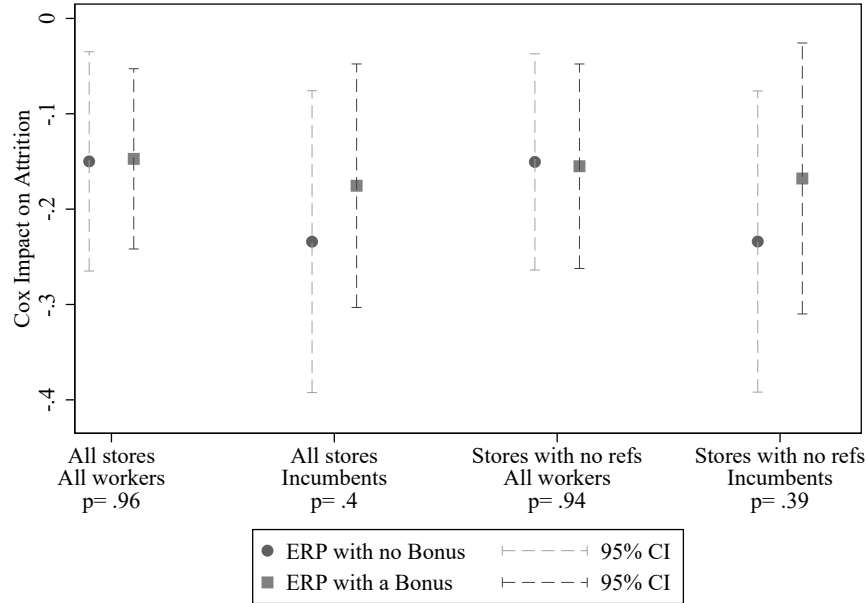 Cox Impact on Attrition
0
-.1
-.2
-.3
-.4
All stores
All workers
p= .96
All stores
Incumbents
p= .4
Stores with no refs
All workers
p= .94
Stores with no refs
Incumbents
p= .39
ERP with no Bonus 95% CI
ERP with a Bonus 95% CI